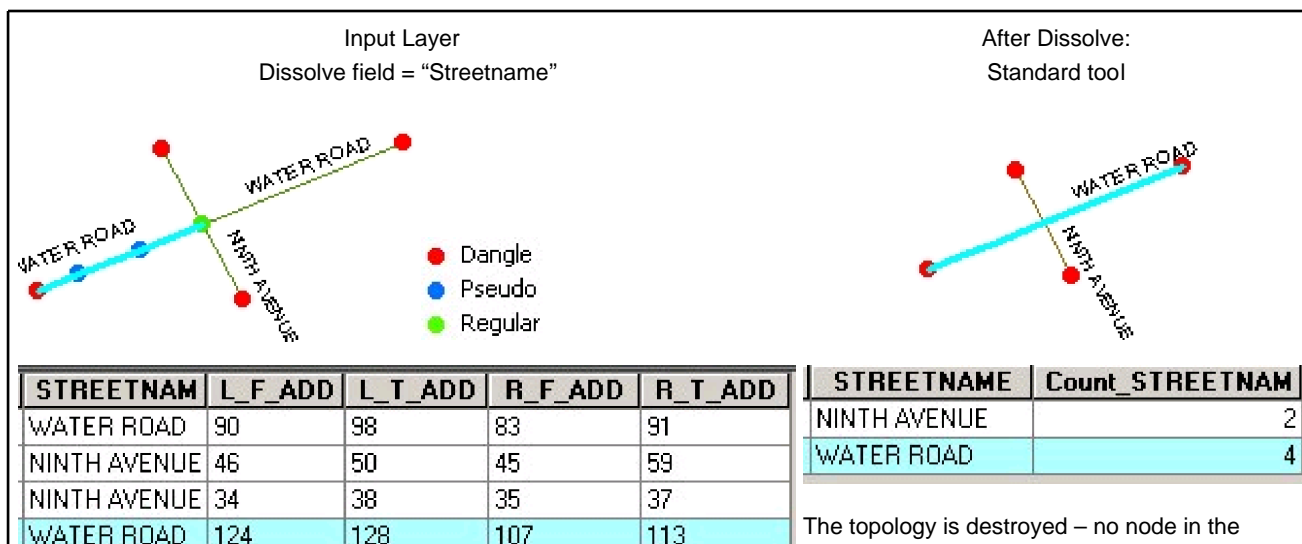 Input Layer
Dissolve field = “Streetname”
After Dissolve:
Standard tool
WATER ROAD
WATER ROAD
NINTH AVENUE
Dangle
Pseudo
Regular
WATER ROAD
NINTH AVENUE
STREETNAM L_F_ADD L_T_ADD R_F_ADD R_T_ADD
WATER ROAD 90 98 83 91
NINTH AVENUE 46 50 45 59
NINTH AVENUE 34 38 35 37
WATER ROAD 124 128 107 113
STREETNAME Count_STREETNAM
NINTH AVENUE 2
WATER ROAD 4
The topology is destroyed – no node in the